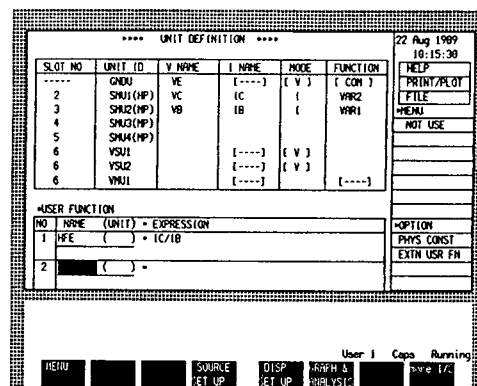 **** UNIT DEFINITION ****
22 Aug 1989
10:15:30
SLOT NO UNIT ID V NAME I NAME MODE FUNCTION
----- GNDU VE [----] [ V ] [ COM ]
2 SMU1(HP) VC IC I VAR2
3 SMU2(HP) VB IB I VAR1
4 SMU3(MP)
5 SMU4(MP)
6 VSU1 [----] [ V ]
6 VSU2 [----] [ V ]
6 VMU1 [----] [----]
HELP
PRINT/PLOT
FILE
*MENU
NOT USE
*USER FUNCTION
NO NAME (UNIT) = EXPRESSION
1 HFE ( ) = IC/IB
2 ( ) =
*OPTION
PHYS CONST
EXTN USR FN
User 1 Caps Running
MENU
SOURCE SET UP
DISP SET UP
GRAPH & ANALYSIS
more 1/2